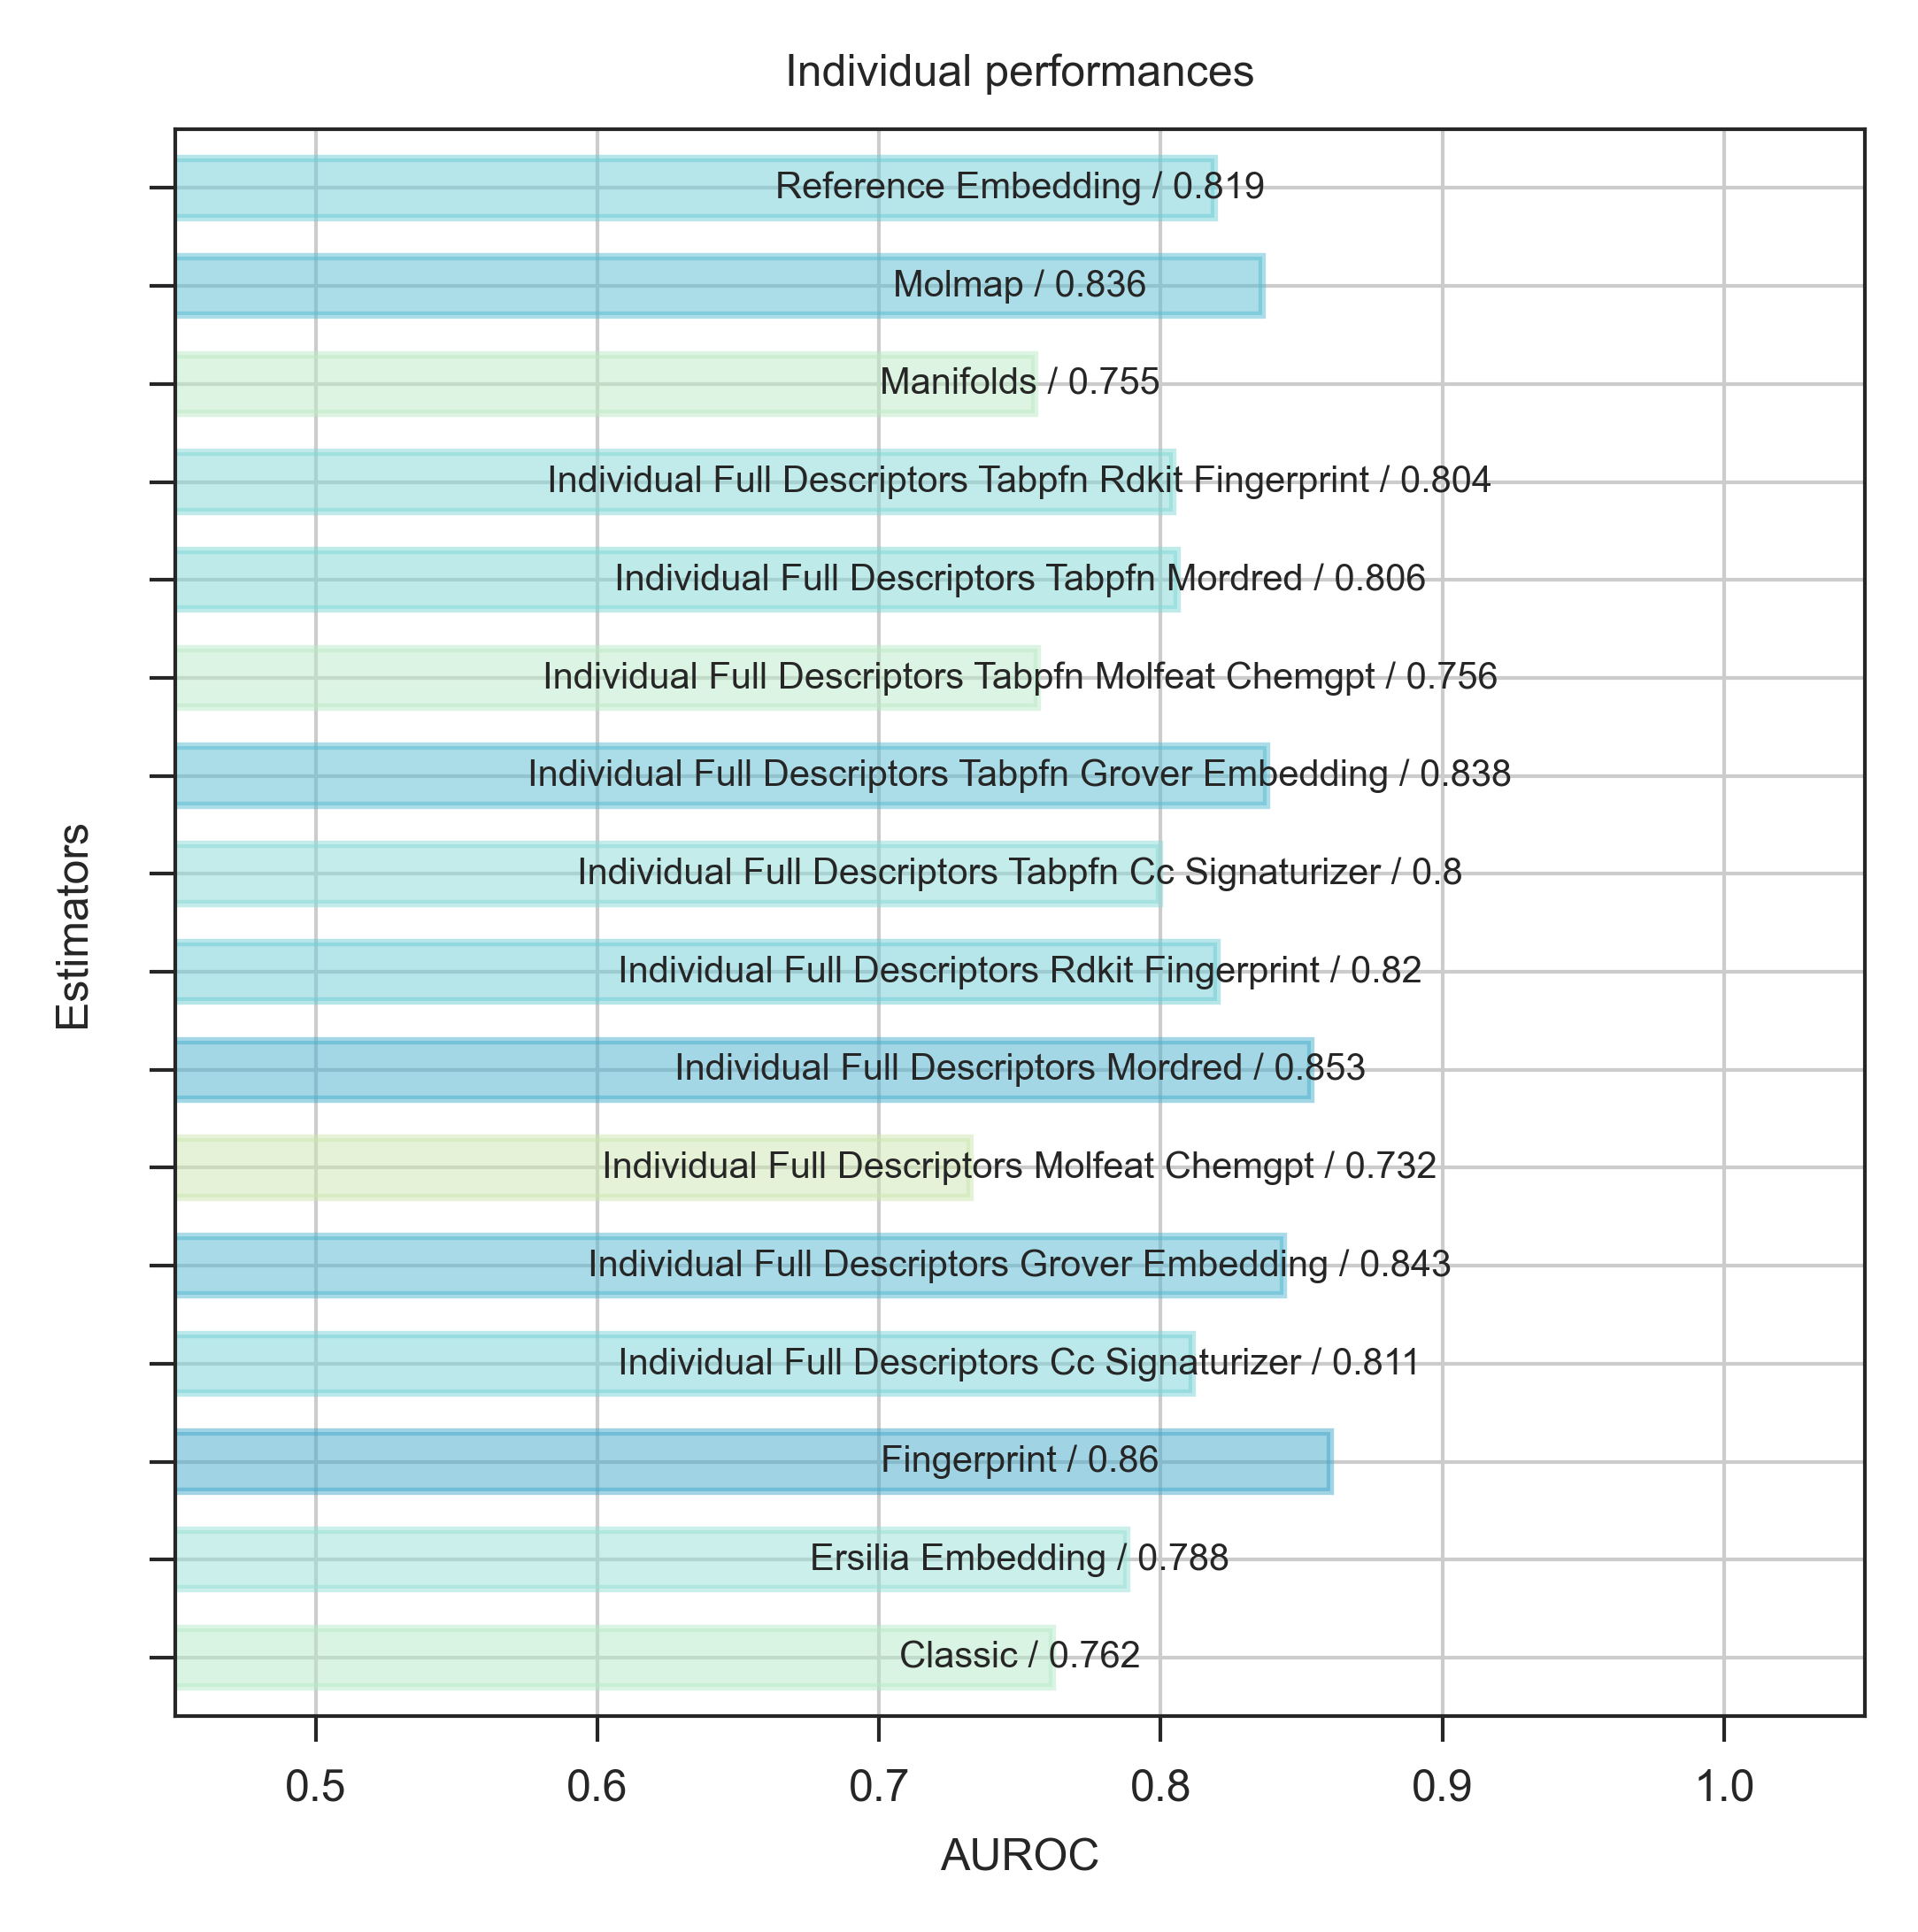 Individual performances
Reference Embedding / 0.819
Molmap / 0.836
Manifolds / 0.755
Individual Full Descriptors Tabpfn Rdkit Fingerprint / 0.804
Individual Full Descriptors Tabpfn Mordred / 0.806
Individual Full Descriptors Tabpfn Molfeat Chemgpt / 0.756
Individual Full Descriptors Tabpfn Grover Embedding / 0.838
Individual Full Descriptors Tabpfn Cc Signaturizer / 0.8
Individual Full Descriptors Rdkit Fingerprint / 0.82
Individual Full Descriptors Mordred / 0.853
Individual Full Descriptors Molfeat Chemgpt / 0.732
Individual Full Descriptors Grover Embedding / 0.843
Individual Full Descriptors Cc Signaturizer / 0.811
Fingerprint / 0.86
Ersilia Embedding / 0.788
Classic / 0.762
Estimators
0.5 0.6 0.7 0.8 0.9 1.0
AUROC